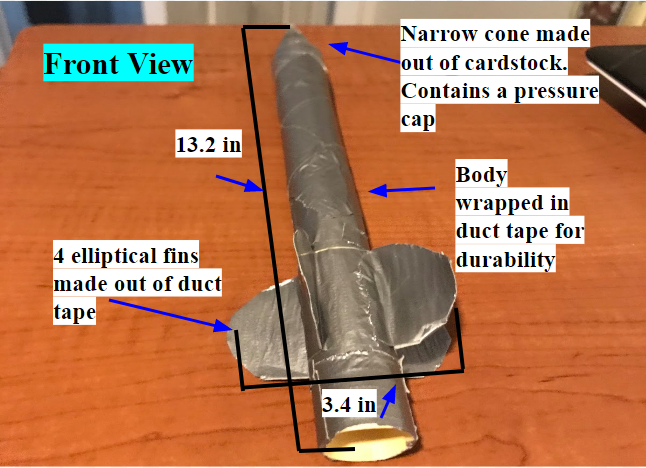 Front View
Narrow cone made
out of cardstock.
Contains a pressure
cap
13.2 in
Body
wrapped in
duct tape for
durability
4 elliptical fins
made out of duct
tape
3.4 in